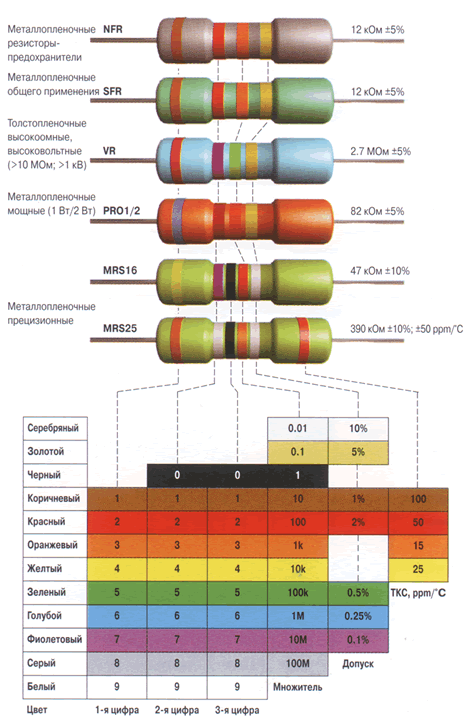 Металлопленочные NFR 12 кОм ±5%
резисторы-
предохранители
Металлопленочные
общего применения SFR 12 кОм ±5%
Толстопленочные
высокоомные,
высоковольтные VR 2.7 МОм ±5%
(>10 МОм; >1 кВ)
Металлопленочные
мощные (1 Вт/2 Вт) PRO1/2 82 кОм ±5%
MRS16 47 кОм ±10%
Металлопленочные
прецизионные
MRS25 390 кОм ±10%; ±50 ppm/°C
Серебряный 0.01 10%
Золотой 0.1 5%
Черный 0 0 1
Коричневый 1 1 1 10 1% 100
Красный 2 2 2 100 2% 50
Оранжевый 3 3 3 1k 15
Желтый 4 4 4 10k 25
Зеленый 5 5 5 100k 0.5% ТКС, ppm/°C
Голубой 6 6 6 1M 0.25%
Фиолетовый 7 7 7 10M 0.1%
Серый 8 8 8 100M Допуск
Белый 9 9 9 Множитель
Цвет 1-я цифра 2-я цифра 3-я цифра